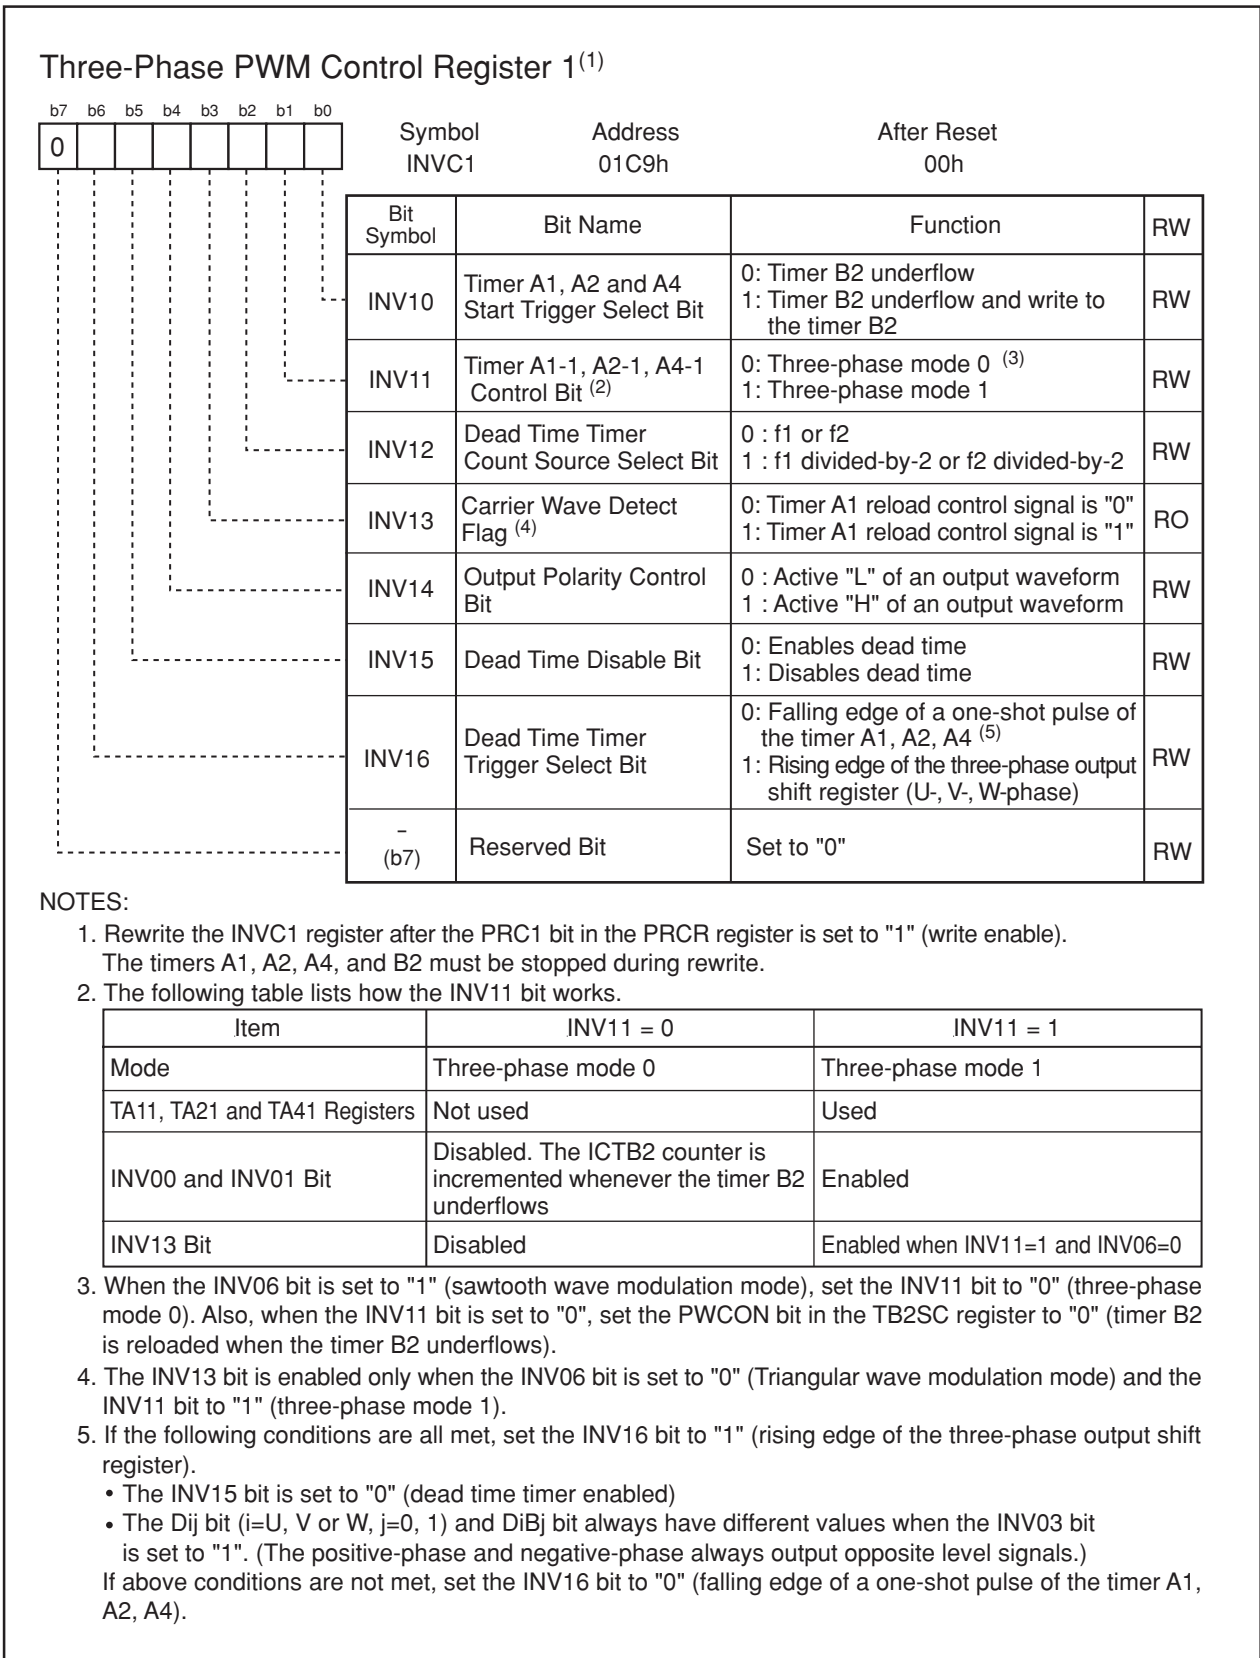 Three-Phase PWM Control Register 1(1)
b7 b6 b5 b4 b3 b2 b1 b0
0
Symbol Address After Reset
INVC1 01C9h 00h
Bit Symbol Bit Name Function RW
INV10 Timer A1, A2 and A4 Start Trigger Select Bit 0: Timer B2 underflow 1: Timer B2 underflow and write to the timer B2 RW
INV11 Timer A1-1, A2-1, A4-1 Control Bit (2) 0: Three-phase mode 0 (3) 1: Three-phase mode 1 RW
INV12 Dead Time Timer Count Source Select Bit 0 : f1 or f2 1 : f1 divided-by-2 or f2 divided-by-2 RW
INV13 Carrier Wave Detect Flag (4) 0: Timer A1 reload control signal is "0" 1: Timer A1 reload control signal is "1" RO
INV14 Output Polarity Control Bit 0 : Active "L" of an output waveform 1 : Active "H" of an output waveform RW
INV15 Dead Time Disable Bit 0: Enables dead time 1: Disables dead time RW
INV16 Dead Time Timer Trigger Select Bit 0: Falling edge of a one-shot pulse of the timer A1, A2, A4 (5) 1: Rising edge of the three-phase output shift register (U-, V-, W-phase) RW
– (b7) Reserved Bit Set to "0" RW
NOTES:
1. Rewrite the INVC1 register after the PRC1 bit in the PRCR register is set to "1" (write enable).
The timers A1, A2, A4, and B2 must be stopped during rewrite.
2. The following table lists how the INV11 bit works.
Item INV11 = 0 INV11 = 1
Mode Three-phase mode 0 Three-phase mode 1
TA11, TA21 and TA41 Registers Not used Used
INV00 and INV01 Bit Disabled. The ICTB2 counter is incremented whenever the timer B2 underflows Enabled
INV13 Bit Disabled Enabled when INV11=1 and INV06=0
3. When the INV06 bit is set to "1" (sawtooth wave modulation mode), set the INV11 bit to "0" (three-phase
mode 0). Also, when the INV11 bit is set to "0", set the PWCON bit in the TB2SC register to "0" (timer B2
is reloaded when the timer B2 underflows).
4. The INV13 bit is enabled only when the INV06 bit is set to "0" (Triangular wave modulation mode) and the
INV11 bit to "1" (three-phase mode 1).
5. If the following conditions are all met, set the INV16 bit to "1" (rising edge of the three-phase output shift
register).
• The INV15 bit is set to "0" (dead time timer enabled)
• The Dij bit (i=U, V or W, j=0, 1) and DiBj bit always have different values when the INV03 bit
is set to "1". (The positive-phase and negative-phase always output opposite level signals.)
If above conditions are not met, set the INV16 bit to "0" (falling edge of a one-shot pulse of the timer A1,
A2, A4).